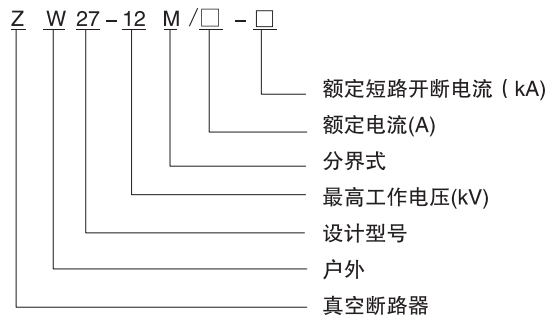 Z W 27-12 M /□ -□
额定短路开断电流(kA)
额定电流(A)
分界式
最高工作电压(kV)
设计型号
户外
真空断路器